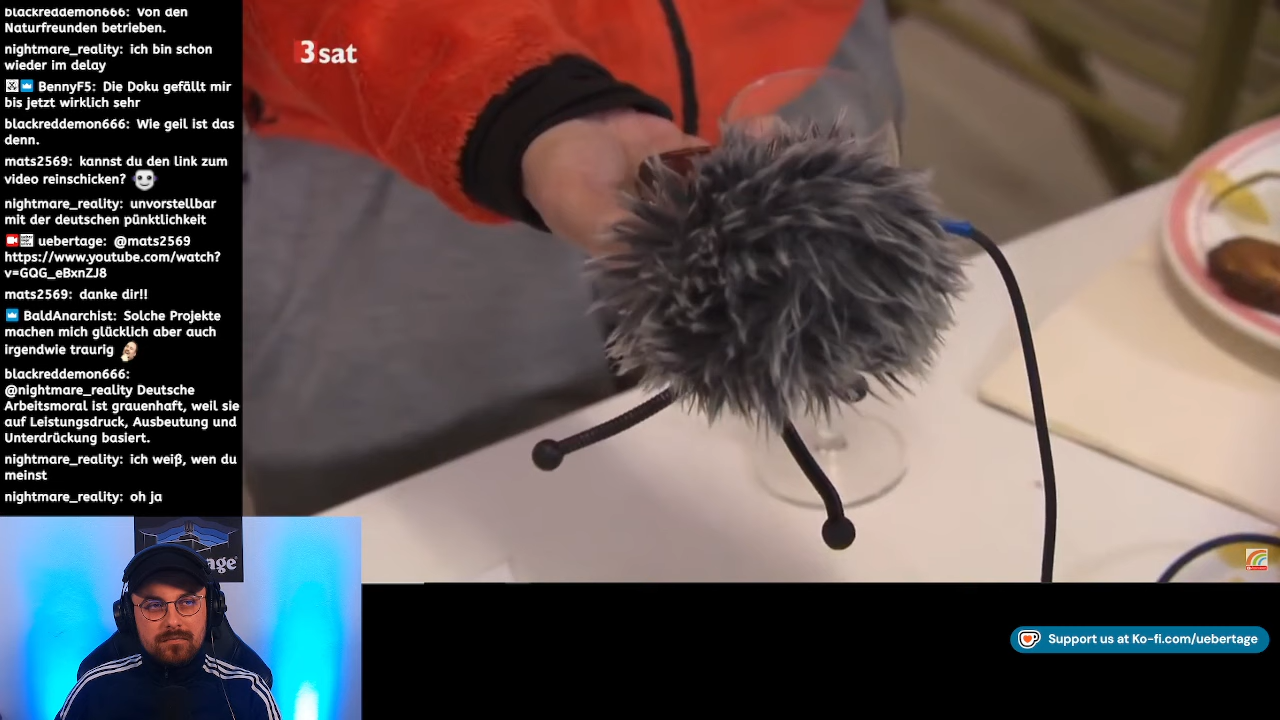 blackreddemon666: Von den
Naturfreunden betrieben.
nightmare_reality: ich bin schon
wieder im delay
BennyF5: Die Doku gefällt mir
bis jetzt wirklich sehr
blackreddemon666: Wie geil ist das
denn.
mats2569: kannst du den link zum
video reinschicken?
nightmare_reality: unvorstellbar
mit der deutschen pünktlichkeit
uebertage: @mats2569
https://www.youtube.com/watch?
v=GQG_eBxnZJ8
mats2569: danke dir!!
BaldAnarchist: Solche Projekte
machen mich glücklich aber auch
irgendwie traurig
blackreddemon666:
@nightmare_reality Deutsche
Arbeitsmoral ist grauenhaft, weil sie
auf Leistungsdruck, Ausbeutung und
Unterdrückung basiert.
nightmare_reality: ich weiß, wen du
meinst
nightmare_reality: oh ja
3sat
age
Support us at Ko-fi.com/uebertage